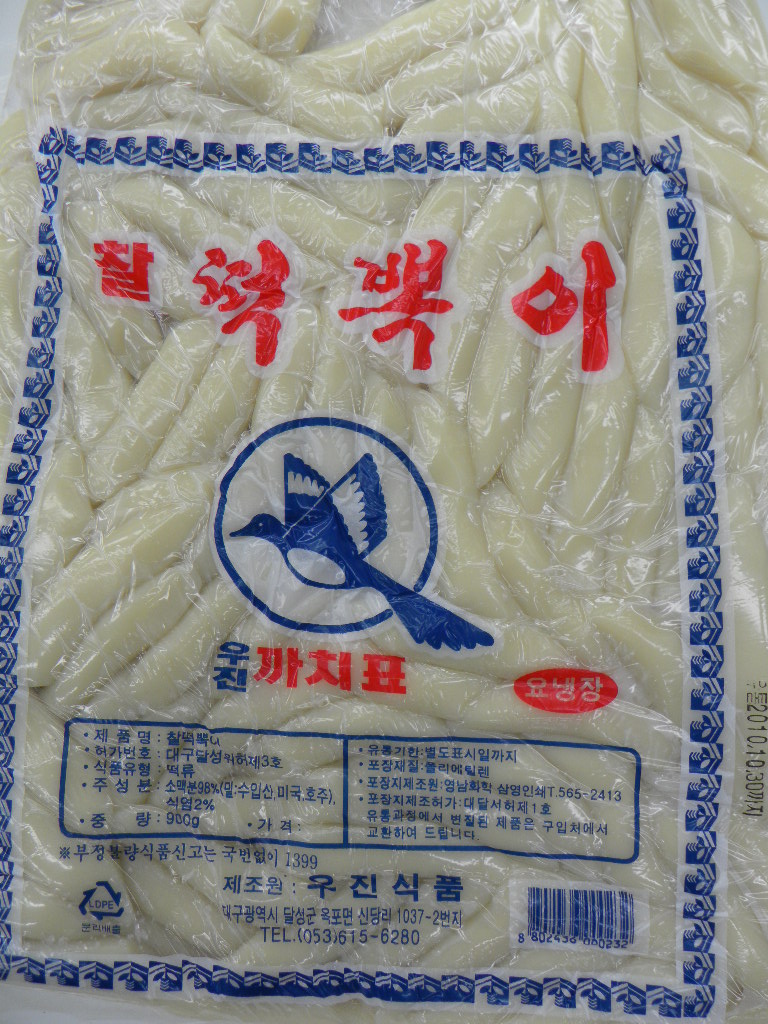 찰떡뽁이
우진 까치표
요냉장
• 제 품 명 : 찰떡뽁이
• 허가번호 : 대구달성 허제3호
• 식품유형 : 떡류
• 주 성 분 : 소맥분98%(밀:수입산,미국,호주),
식염2%
• 중 량 : 900g • 가 격 :
• 유통기한:별도표시일까지
• 포장재질:폴리에틸렌
• 포장지제조원:영남화학 삼영인쇄T.565-2413
• 포장지제조허가:대달서허제1호
유통과정에서 변질된 제품은 구입처에서
교환하여 드립니다.
※부정불량식품신고는 국번없이 1399
LDPE
분리배출
제조원 : 우진식품
대구광역시 달성군 옥포면 신당리 1037-2번지
TEL.(053)615-6280
8 802436 000232
2010.10.30까지